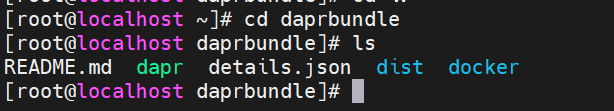 [root@localhost ~]# cd daprbundle
[root@localhost daprbundle]# ls
README.md dapr details.json dist docker
[root@localhost daprbundle]#